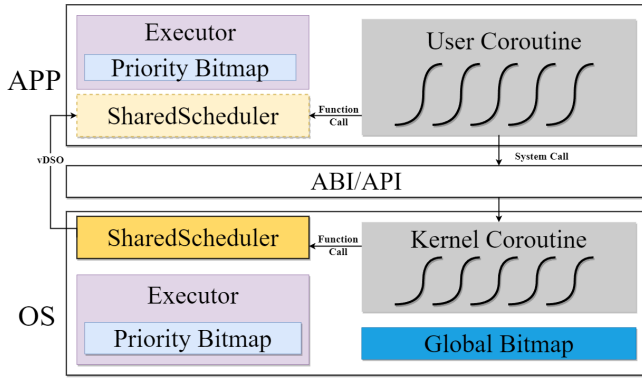 Executor
Priority Bitmap
User Coroutine
APP
SharedScheduler
Function
Call
vDSO
System Call
ABI/API
SharedScheduler
Function
Call
Kernel Coroutine
Executor
OS
Priority Bitmap
Global Bitmap